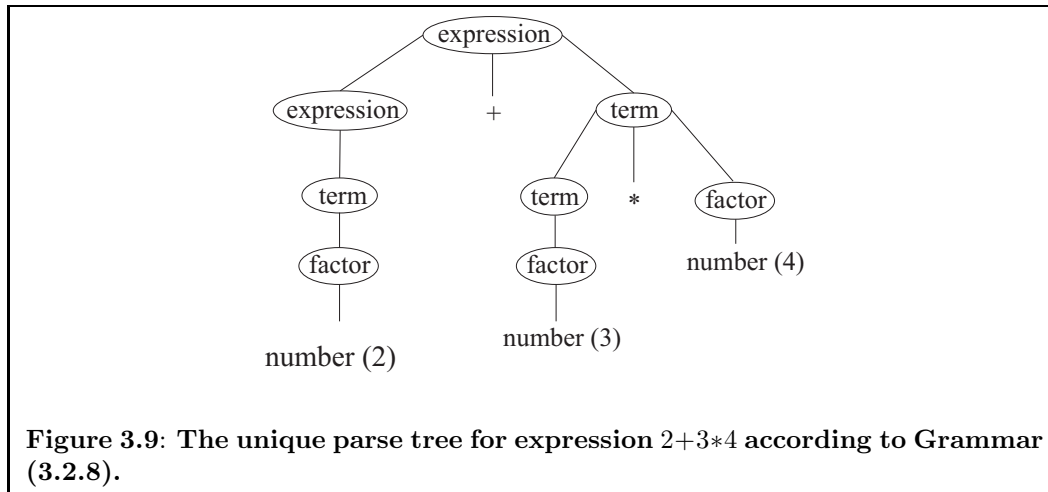 expression
expression + term
term term * factor
factor factor number (4)
number (2) number (3)
Figure 3.9: The unique parse tree for expression 2+3*4 according to Grammar
(3.2.8).